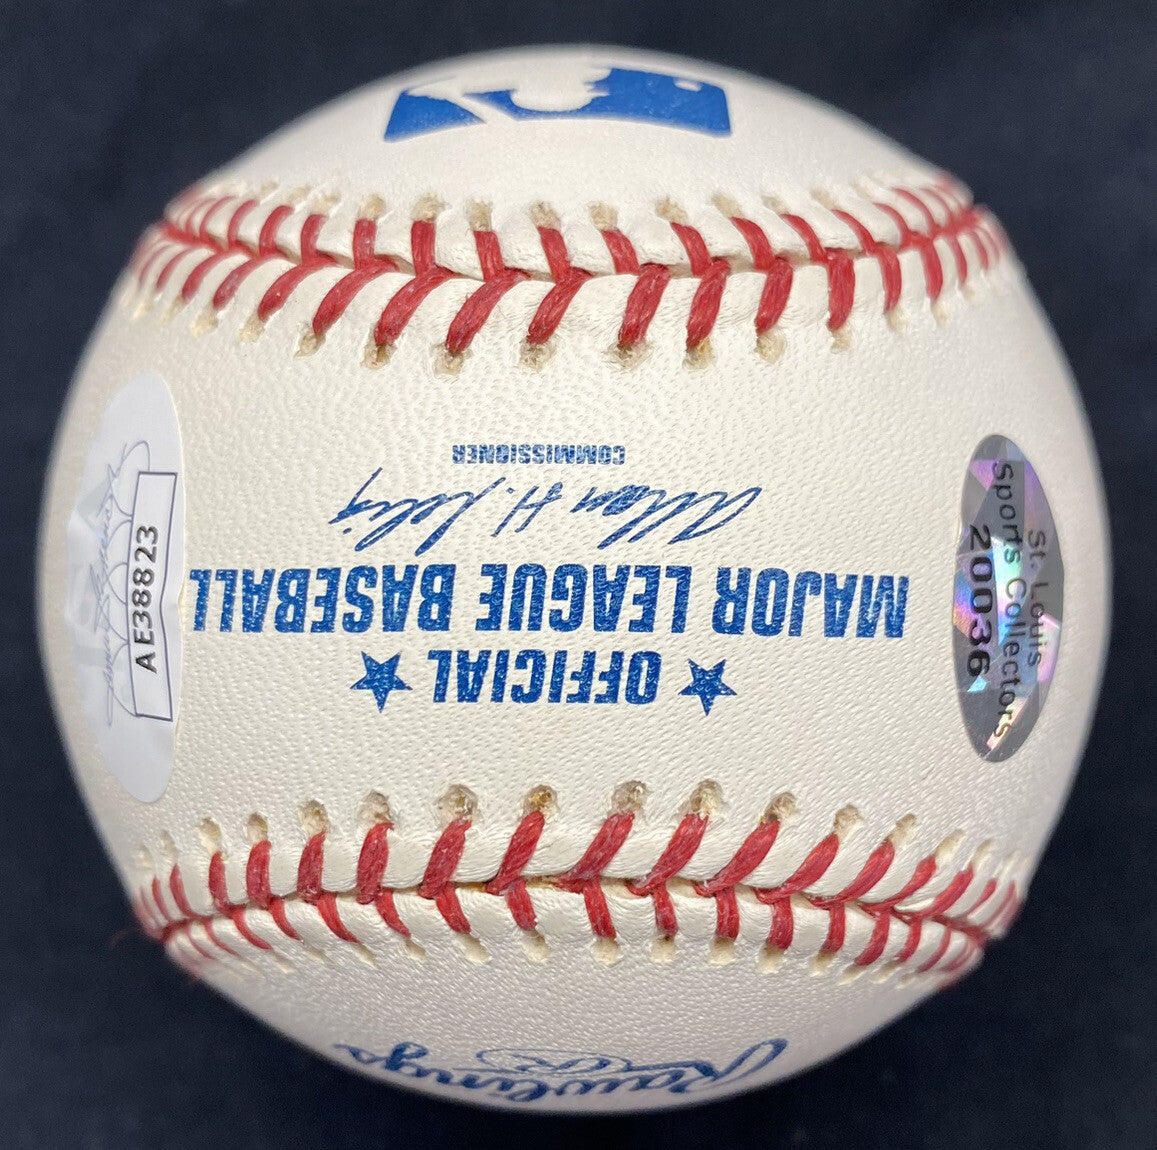 OFFICIAL
MAJOR LEAGUE BASEBALL
Allan H. Selig
COMMISSIONER
Rawlings
R
AE38823
St. Louis
Sports Collectors
20036